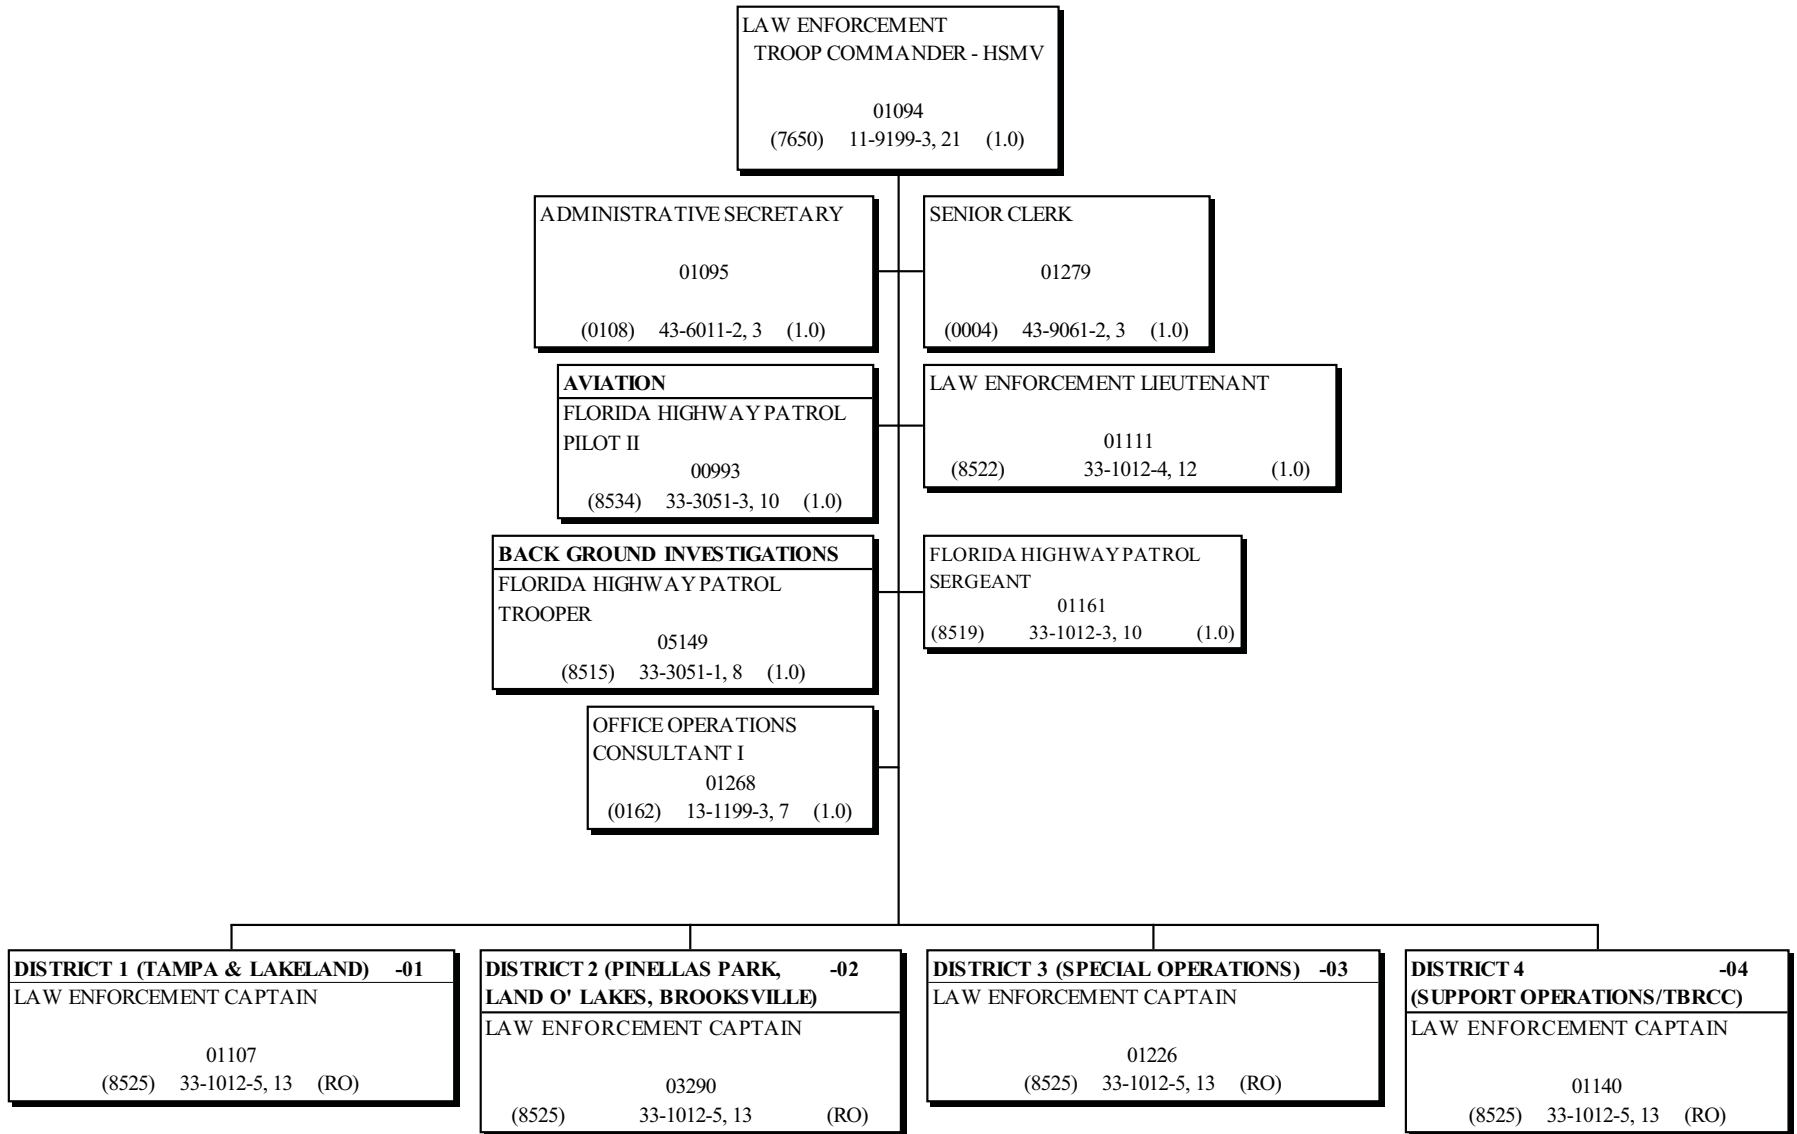 LAW ENFORCEMENT
TROOP COMMANDER - HSMV
01094
(7650) 11-9199-3, 21 (1.0)
ADMINISTRATIVE SECRETARY
01095
(0108) 43-6011-2, 3 (1.0)
SENIOR CLERK
01279
(0004) 43-9061-2, 3 (1.0)
AVIATION
FLORIDA HIGHWAY PATROL
PILOT II
00993
(8534) 33-3051-3, 10 (1.0)
LAW ENFORCEMENT LIEUTENANT
01111
(8522) 33-1012-4, 12 (1.0)
BACK GROUND INVESTIGATIONS
FLORIDA HIGHWAY PATROL
TROOPER
05149
(8515) 33-3051-1, 8 (1.0)
FLORIDA HIGHWAY PATROL
SERGEANT
01161
(8519) 33-1012-3, 10 (1.0)
OFFICE OPERATIONS
CONSULTANT I
01268
(0162) 13-1199-3, 7 (1.0)
DISTRICT 1 (TAMPA & LAKELAND) -01
LAW ENFORCEMENT CAPTAIN
01107
(8525) 33-1012-5, 13 (RO)
DISTRICT 2 (PINELLAS PARK, -02
LAND O' LAKES, BROOKSVILLE)
LAW ENFORCEMENT CAPTAIN
03290
(8525) 33-1012-5, 13 (RO)
DISTRICT 3 (SPECIAL OPERATIONS) -03
LAW ENFORCEMENT CAPTAIN
01226
(8525) 33-1012-5, 13 (RO)
DISTRICT 4 -04
(SUPPORT OPERATIONS/TBRCC)
LAW ENFORCEMENT CAPTAIN
01140
(8525) 33-1012-5, 13 (RO)